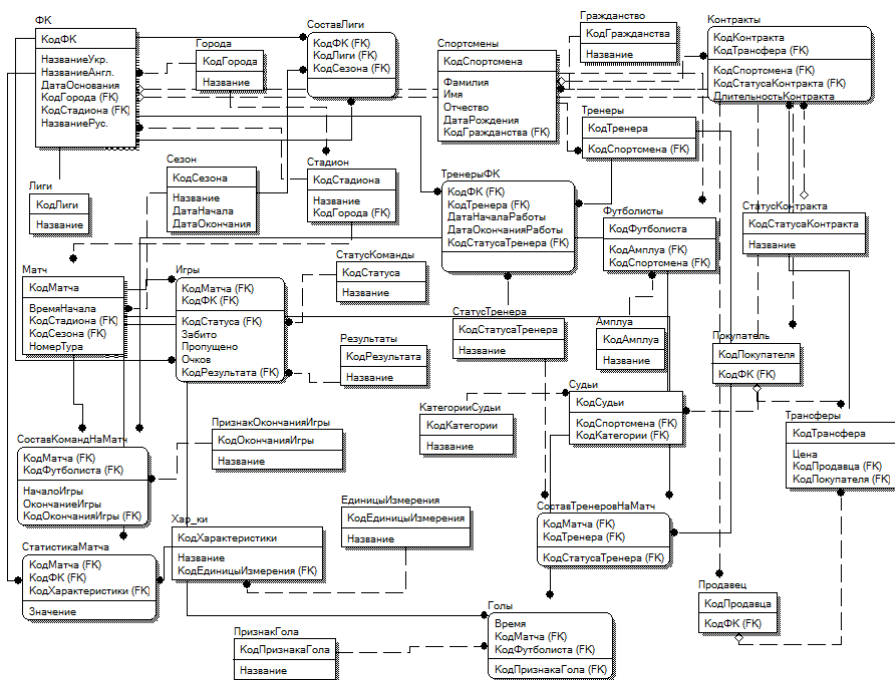 ФК
КодФК
НазваниеУкр.
НазваниеАнгл.
ДатаОснования
КодГорода (FK)
КодСтадиона (FK)
НазваниеРус.
Города
КодГорода
Название
СоставЛиги
КодФК (FK)
КодЛиги (FK)
КодСезона (FK)
Спортсмены
КодСпортсмена
Фамилия
Имя
Отчество
ДатаРождения
КодГражданства (FK)
Гражданство
КодГражданства
Название
Контракты
КодКонтракта
КодТрансфера (FK)
КодСпортсмена (FK)
КодСтатусаКонтракта (FK)
ДлительностьКонтракта
Тренеры
КодТренера
КодСпортсмена (FK)
Лиги
КодЛиги
Название
Сезон
КодСезона
Название
ДатаНачала
ДатаОкончания
Стадион
КодСтадиона
Название
КодГорода (FK)
ТренерыФК
КодФК (FK)
КодТренера (FK)
ДатаНачалаРаботы
ДатаОкончанияРаботы
КодСтатусаТренера (FK)
Футболисты
КодФутболиста
КодАмплуа (FK)
КодСпортсмена (FK)
СтатусКонтракта
КодСтатусаКонтракта
Название
Матч
КодМатча
ВремяНачала
КодСтадиона (FK)
КодСезона (FK)
НомерТура
Игры
КодМатча (FK)
КодФК (FK)
КодСтатуса (FK)
Забито
Пропущено
Очков
КодРезультата (FK)
СтатусКоманды
КодСтатуса
Название
Результаты
КодРезультата
Название
СтатусТренера
КодСтатусаТренера
Название
Амплуа
КодАмплуа
Название
Покупатель
КодПокупателя
КодФК (FK)
КатегорииСудьи
КодКатегории
Название
Судьи
КодСудьи
КодСпортсмена (FK)
КодКатегории (FK)
Трансферы
КодТрансфера
Цена
КодПродавца (FK)
КодПокупателя (FK)
СоставКомандНаМатч
КодМатча (FK)
КодФутболиста (FK)
НачалоИгры
ОкончаниеИгры
КодОкончанияИгры (FK)
ПризнакОкончанияИгры
КодОкончанияИгры
Название
ЕдиницыИзмерения
КодЕдиницыИзмерения
Название
СоставТренеровНаМатч
КодМатча (FK)
КодТренера (FK)
КодСтатусаТренера (FK)
СтатистикаМатча
КодМатча (FK)
КодФК (FK)
КодХарактеристики (FK)
Значение
Хар_ки
КодХарактеристики
Название
КодЕдиницыИзмерения (FK)
Продавец
КодПродавца
КодФК (FK)
ПризнакГола
КодПризнакаГола
Название
Голы
Время
КодМатча (FK)
КодФутболиста (FK)
КодПризнакаГола (FK)